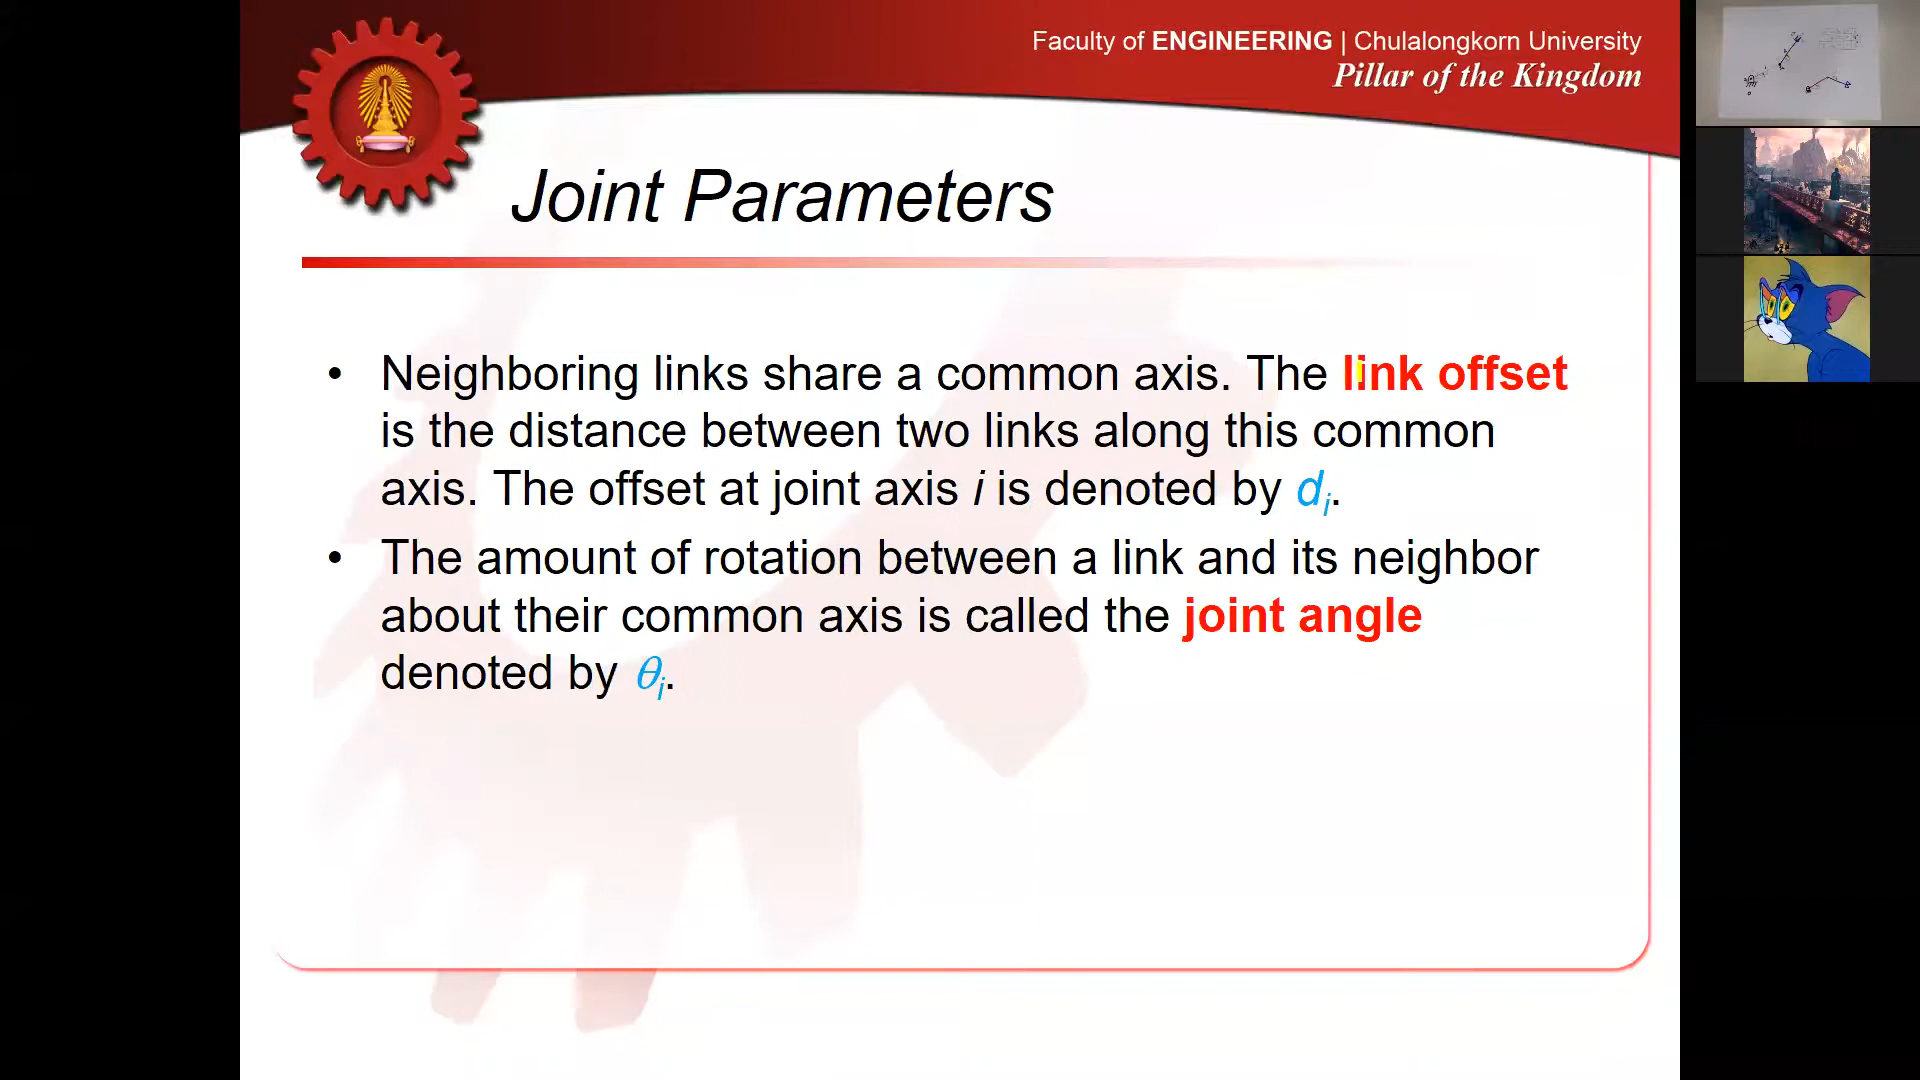 Faculty of ENGINEERING | Chulalongkorn University
Pillar of the Kingdom
Joint Parameters
• Neighboring links share a common axis. The link offset
is the distance between two links along this common
axis. The offset at joint axis i is denoted by dᵢ.
• The amount of rotation between a link and its neighbor
about their common axis is called the joint angle
denoted by θᵢ.